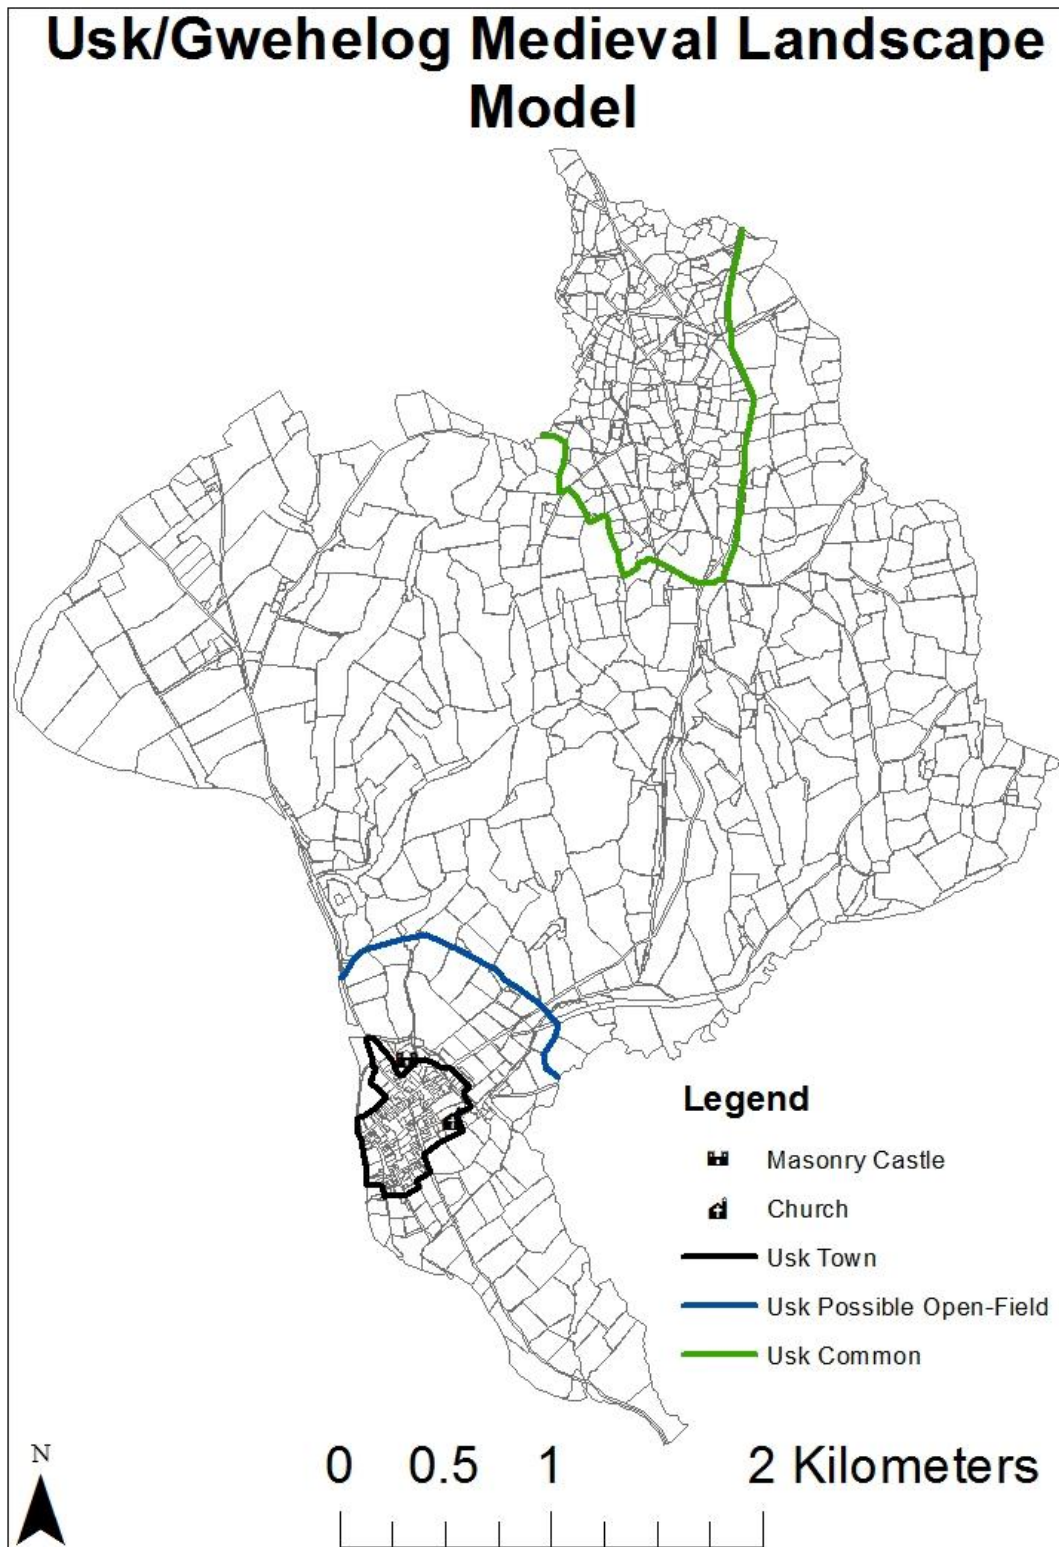 Usk/Gwehelog Medieval Landscape
Model
Legend
Masonry Castle
Church
Usk Town
Usk Possible Open-Field
Usk Common
N
0 0.5 1 2 Kilometers